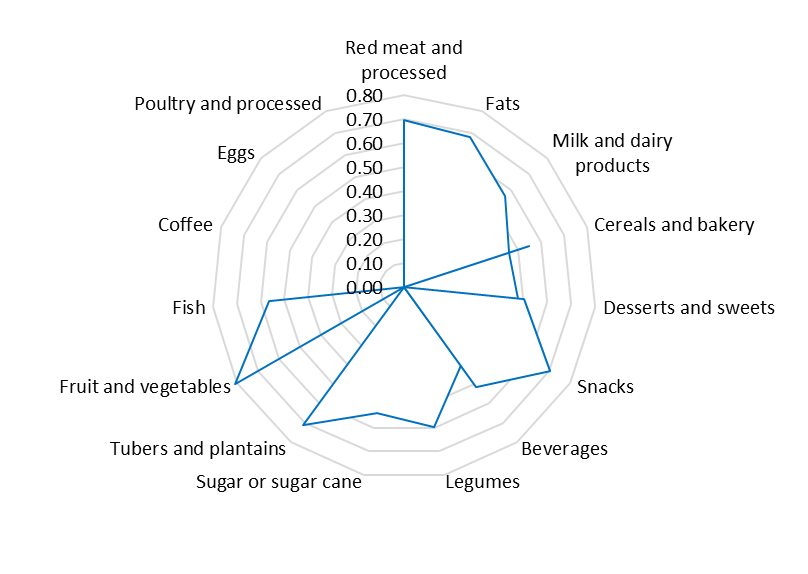 Red meat and
processed
Poultry and processed
0.80
Fats
0.70
Eggs
0.60
Milk and dairy
products
0.50
0.40
Coffee
0.30
Cereals and bakery
0.20
0.10
0.00
Fish
Desserts and sweets
Fruit and vegetables
Snacks
Tubers and plantains
Beverages
Sugar or sugar cane
Legumes